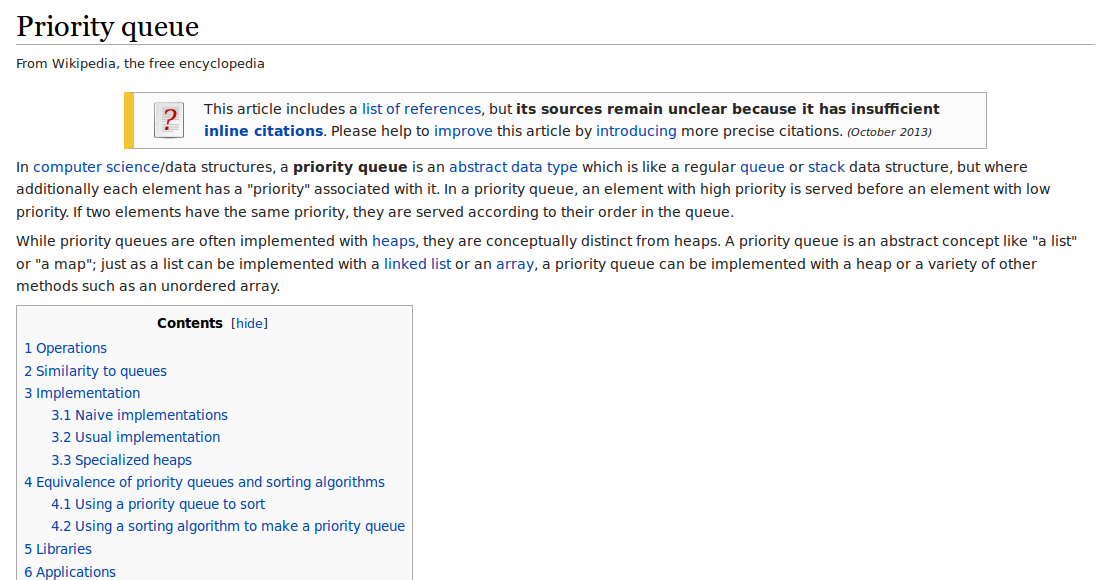 Priority queue
From Wikipedia, the free encyclopedia
?
This article includes a list of references, but its sources remain unclear because it has insufficient
inline citations. Please help to improve this article by introducing more precise citations. (October 2013)
In computer science/data structures, a priority queue is an abstract data type which is like a regular queue or stack data structure, but where
additionally each element has a "priority" associated with it. In a priority queue, an element with high priority is served before an element with low
priority. If two elements have the same priority, they are served according to their order in the queue.
While priority queues are often implemented with heaps, they are conceptually distinct from heaps. A priority queue is an abstract concept like "a list"
or "a map"; just as a list can be implemented with a linked list or an array, a priority queue can be implemented with a heap or a variety of other
methods such as an unordered array.
Contents [hide]
1 Operations
2 Similarity to queues
3 Implementation
3.1 Naive implementations
3.2 Usual implementation
3.3 Specialized heaps
4 Equivalence of priority queues and sorting algorithms
4.1 Using a priority queue to sort
4.2 Using a sorting algorithm to make a priority queue
5 Libraries
6 Applications